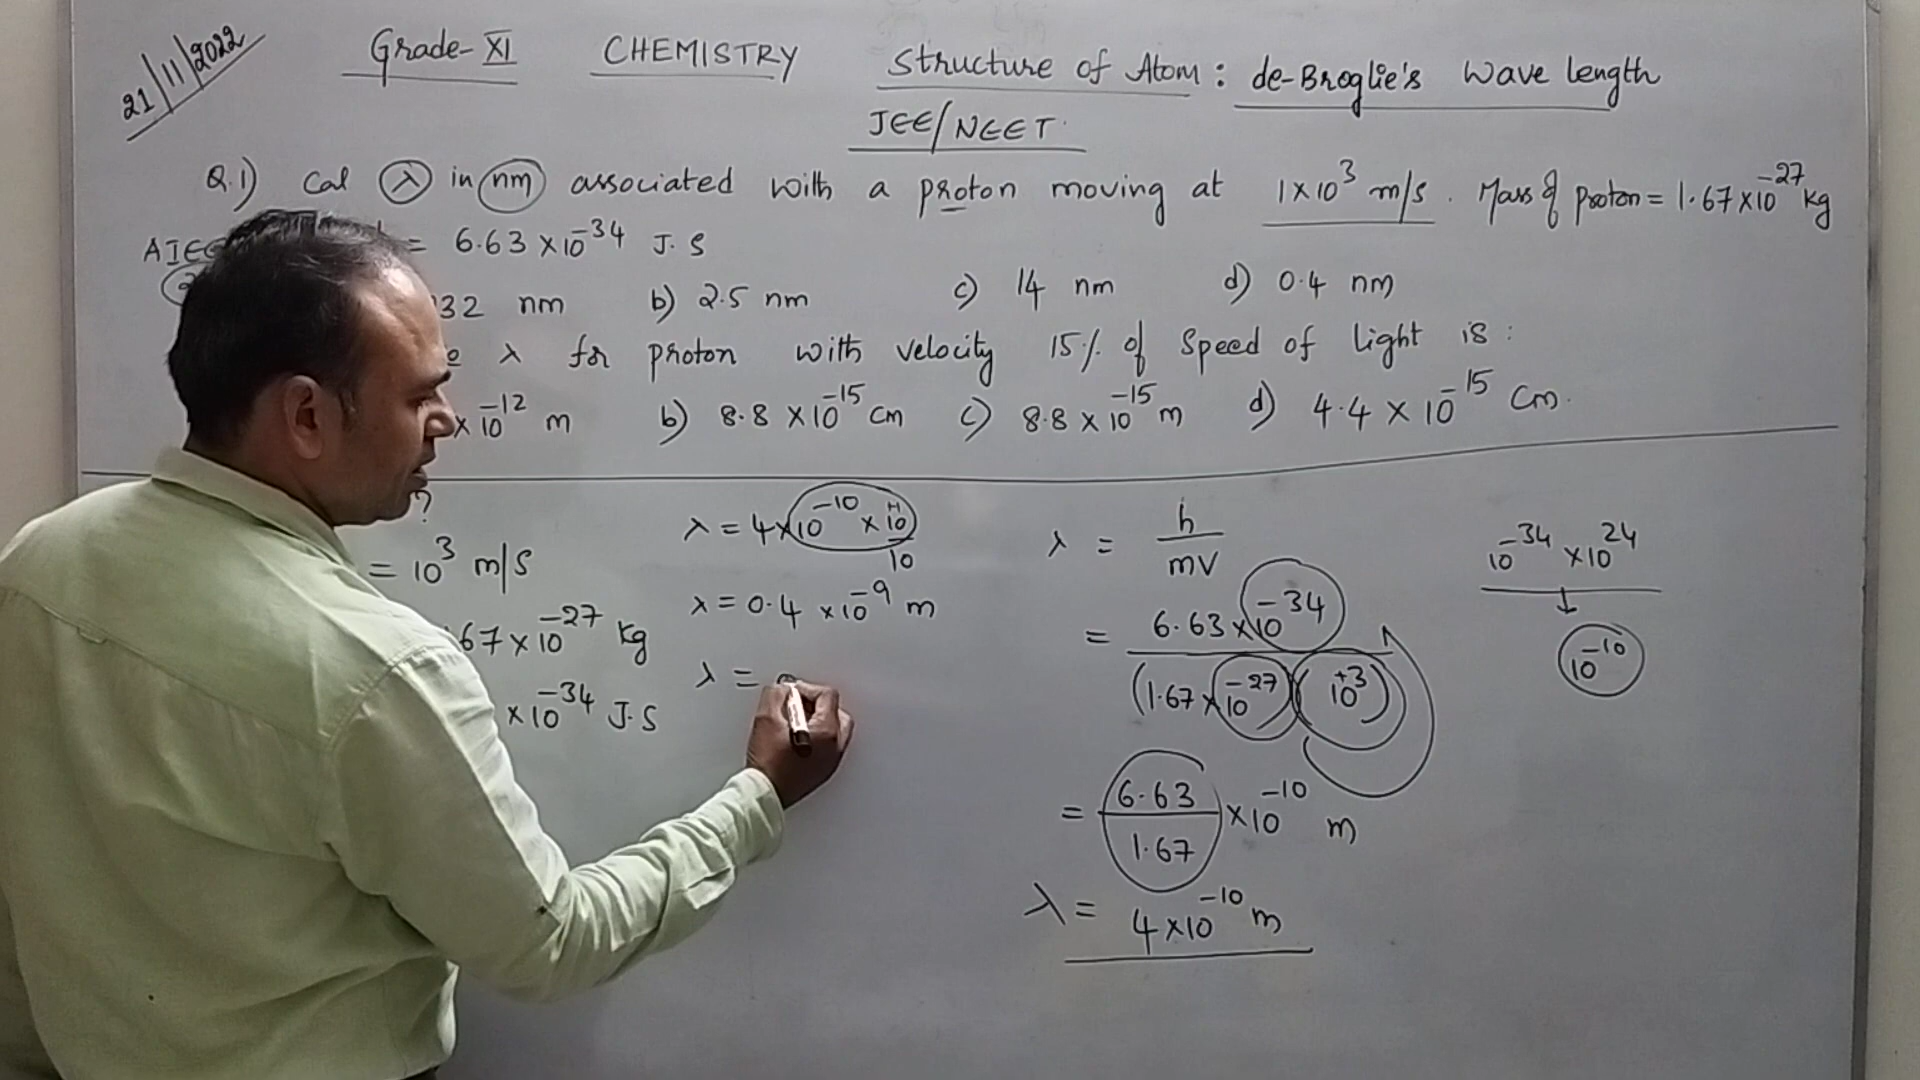 21/11/2022
Grade-XI CHEMISTRY Structure of Atom: de-Broglie's Wave length
JEE/NEET.
Q.1) Cal λ in nm associated with a proton moving at 1×10³ m/s. Mass of proton = 1.67×10⁻²⁷ kg
AIEE = 6.63×10⁻³⁴ J.S
32 nm b) 2.5 nm c) 14 nm d) 0.4 nm
λ for proton with velocity 15% of speed of light is:
×10⁻¹² m b) 8.8×10⁻¹⁵ cm c) 8.8×10⁻¹⁵ m d) 4.4×10⁻¹⁵ cm.
?
= 10³ m/s
67×10⁻²⁷ kg
×10⁻³⁴ J.S
λ = 4×10⁻¹⁰×10/10
λ = 0.4×10⁻⁹ m
λ =
λ = h/mv
= 6.63×10⁻³⁴/(1.67×10⁻²⁷)(10⁺³)
= 6.63/1.67 ×10⁻¹⁰ m
λ = 4×10⁻¹⁰ m
10⁻³⁴×10²⁴
↓
10⁻¹⁰